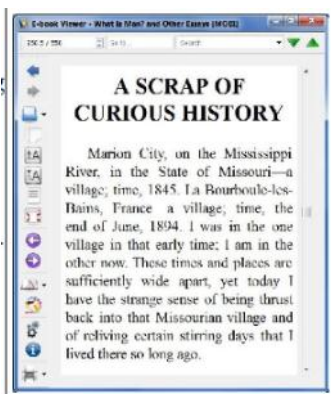 E-book Viewer - What Is Man? and Other Essays (MOBI)
Go to...
Search
A SCRAP OF
CURIOUS HISTORY
Marion City, on the Mississippi
River, in the State of Missouri—a
village; time, 1845. La Bourboule-les-
Bains, France a village; time, the
end of June, 1894. I was in the one
village in that early time; I am in the
other now. These times and places are
sufficiently wide apart, yet today I
have the strange sense of being thrust
back into that Missourian village and
of reliving certain stirring days that I
lived there so long ago.